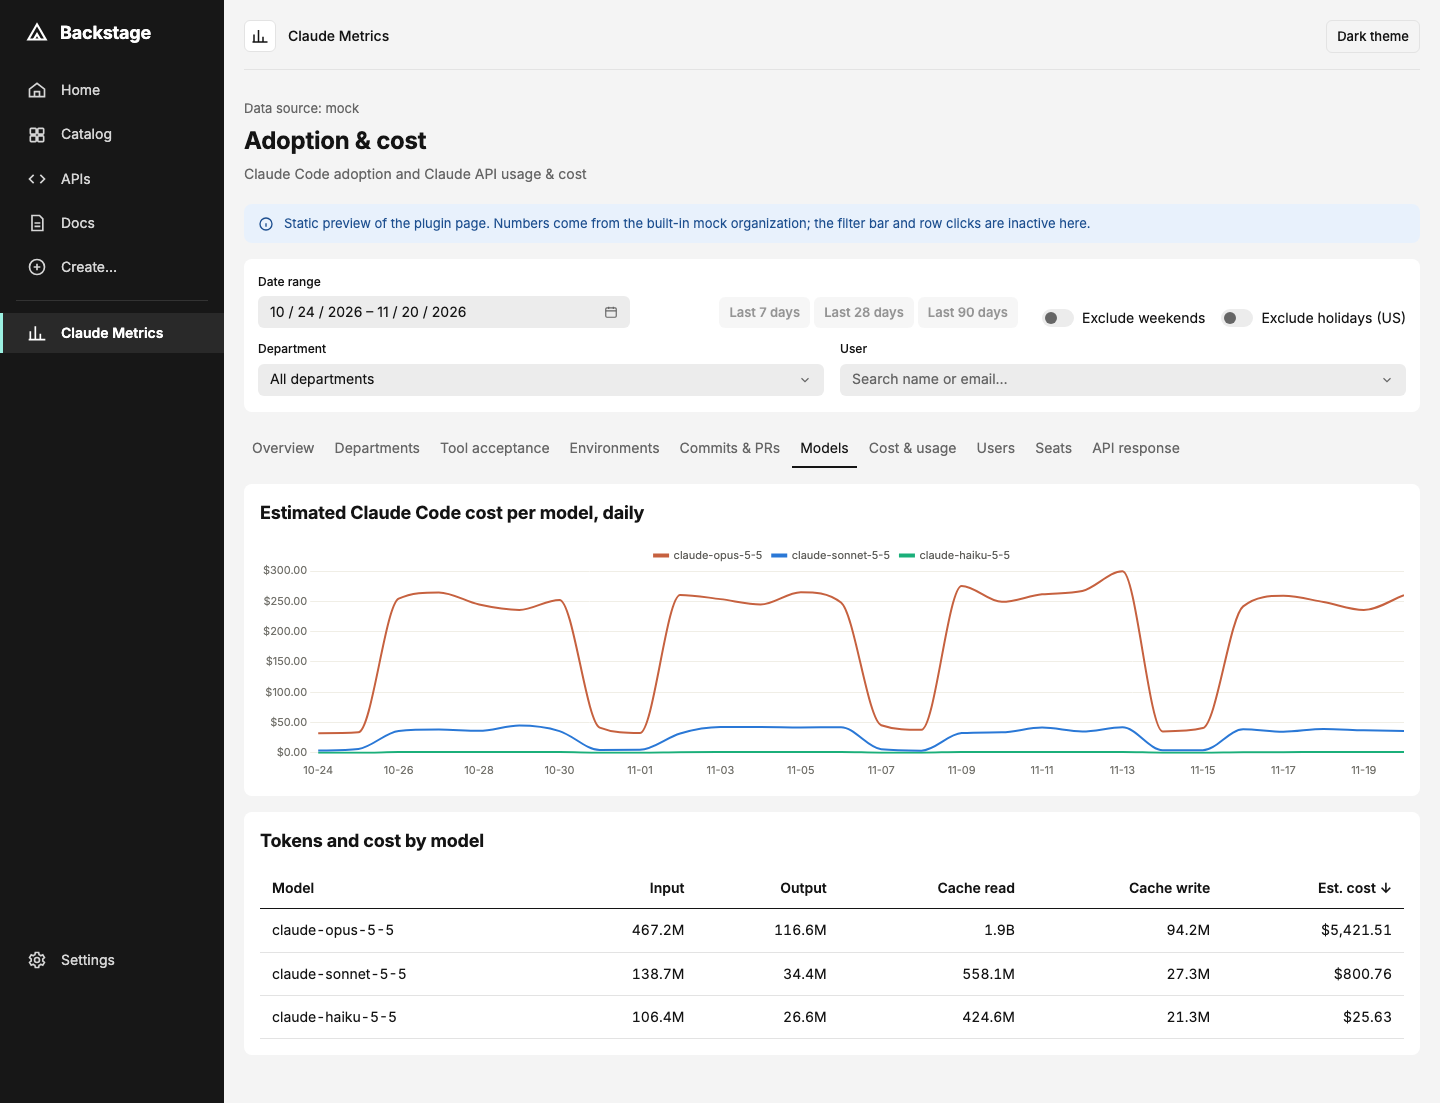 Backstage
Home
Catalog
APIs
Docs
Create...
Claude Metrics
Settings
Claude Metrics
Dark theme
Data source: mock
Adoption & cost
Claude Code adoption and Claude API usage & cost
Static preview of the plugin page. Numbers come from the built-in mock organization; the filter bar and row clicks are inactive here.
Date range
10 / 24 / 2026 – 11 / 20 / 2026
Last 7 days
Last 28 days
Last 90 days
Exclude weekends
Exclude holidays (US)
Department
User
All departments
Search name or email...
Overview Departments Tool acceptance Environments Commits & PRs Models Cost & usage Users Seats API response
Estimated Claude Code cost per model, daily
claude-opus-5-5 claude-sonnet-5-5 claude-haiku-5-5
$300.00
$250.00
$200.00
$150.00
$100.00
$50.00
$0.00
10-24 10-26 10-28 10-30 11-01 11-03 11-05 11-07 11-09 11-11 11-13 11-15 11-17 11-19
Tokens and cost by model
Model Input Output Cache read Cache write Est. cost ↓
claude-opus-5-5 467.2M 116.6M 1.9B 94.2M $5,421.51
claude-sonnet-5-5 138.7M 34.4M 558.1M 27.3M $800.76
claude-haiku-5-5 106.4M 26.6M 424.6M 21.3M $25.63